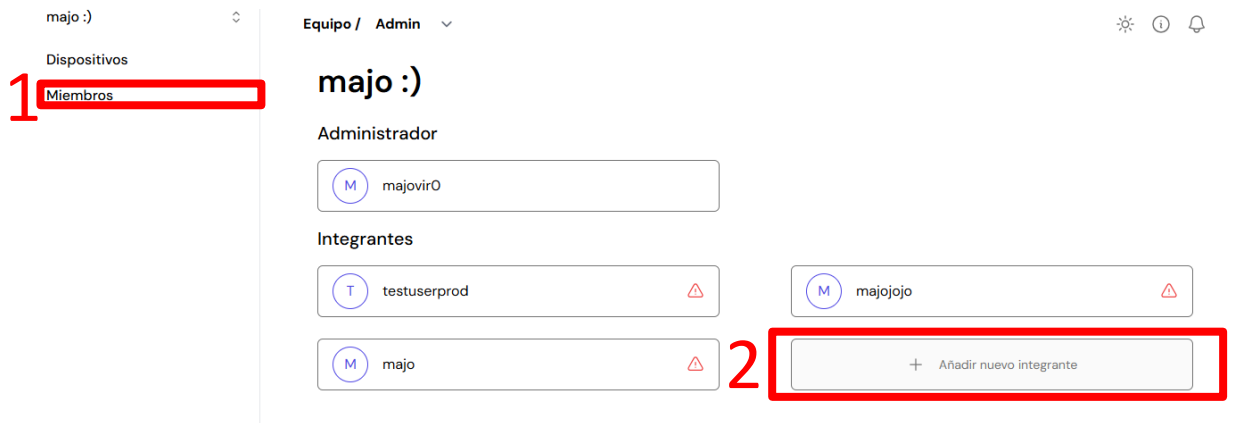 majo :)
Equipo / Admin
Dispositivos
1 Miembros
majo :)
Administrador
M majovir0
Integrantes
T testuserprod
M majojojo
M majo
2 + Añadir nuevo integrante